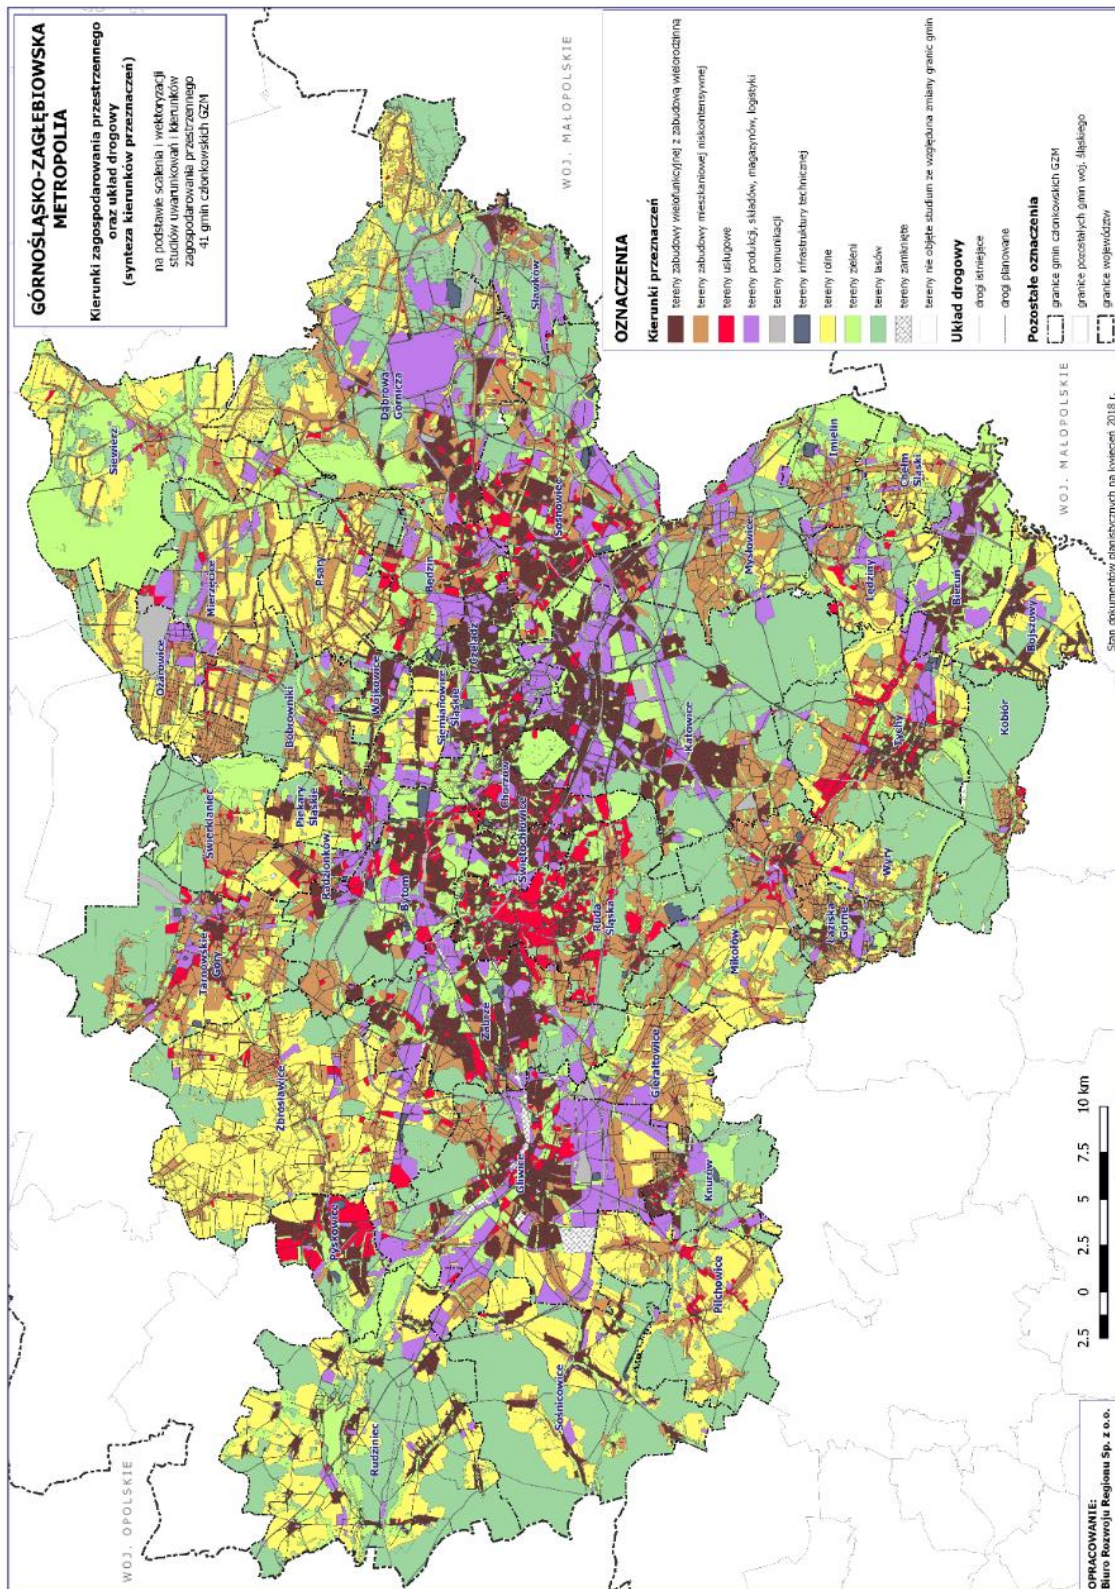 GÓRNOŚLĄSKO-ZAGŁĘBIOWSKA
METROPOLIA
Kierunki zagospodarowania przestrzennego
oraz układ drogowy
(synteza kierunków przeznaczeń)
na podstawie scalenia i wektoryzacji
studiów uwarunkowań i kierunków
zagospodarowania przestrzennego
41 gmin członkowskich GZM
WOJ. OPOLSKIE
WOJ. MAŁOPOLSKIE
WOJ. MAŁOPOLSKIE
Siewierz
Ożarowice
Mierzęcice
Świerklaniec
Tarnowskie
Góry
Bobrowniki
Psary
Zbrosławice
Piekary
Śląskie
Radzionków
Wojkowice
Pyskowice
Dąbrowa
Górnicza
Będzin
Bytom
Siemianowice
Śląskie
Czeladź
Rudziniec
Zabrze
Chorzów
Świętochłowice
Sosnowiec
Sławków
Gliwice
Ruda
Śląska
Sośnicowice
Katowice
Gierałtowice
Mysłowice
Knurów
Mikołów
Pilchowice
Imielin
Lędziny
Chełm
Śląski
Łaziska
Górne
Wyry
Tychy
Bieruń
Kobiór
Bojszowy
OZNACZENIA
Kierunki przeznaczeń
tereny zabudowy wielofunkcyjnej z zabudową wielorodzinną
tereny zabudowy mieszkaniowej niskointensywnej
tereny usługowe
tereny produkcji, składów, magazynów, logistyki
tereny komunikacji
tereny infrastruktury technicznej
tereny rolne
tereny zieleni
tereny lasów
tereny zamknięte
tereny nie objęte studium ze względu na zmiany granic gmin
Układ drogowy
drogi istniejące
drogi planowane
Pozostałe oznaczenia
granice gmin członkowskich GZM
granice pozostałych gmin woj. śląskiego
granice województw
Stan dokumentów planistycznych na kwiecień 2018 r.
2.5 0 2.5 5 7.5 10 km
OPRACOWANIE:
Biuro Rozwoju Regionu Sp. z o.o.